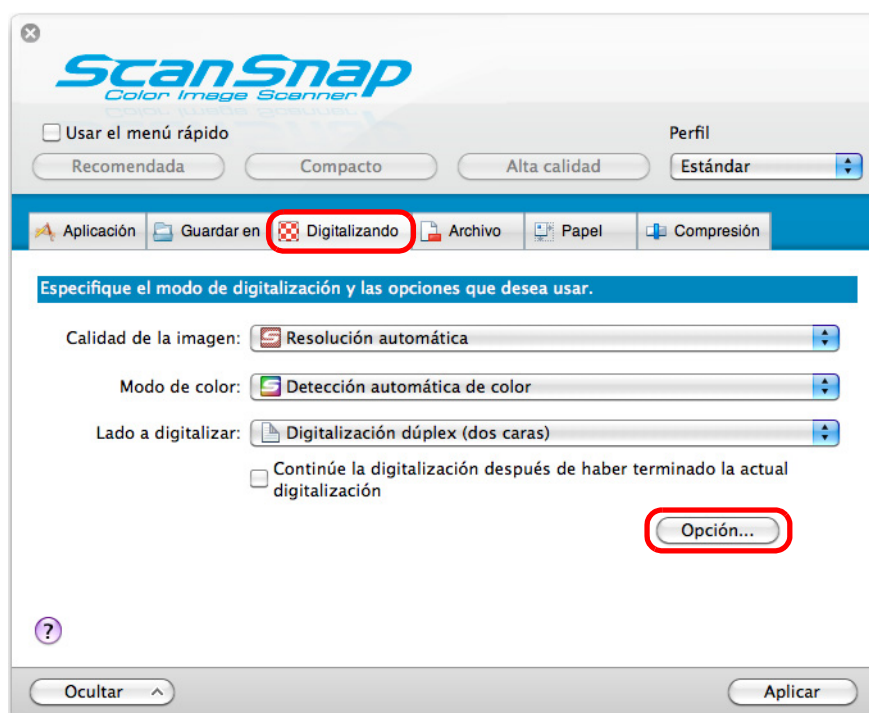 ScanSnap
Color Image Scanner
Usar el menú rápido
Perfil
Recomendada Compacto Alta calidad Estándar
Aplicación Guardar en Digitalizando Archivo Papel Compresión
Especifique el modo de digitalización y las opciones que desea usar.
Calidad de la imagen: Resolución automática
Modo de color: Detección automática de color
Lado a digitalizar: Digitalización dúplex (dos caras)
Continúe la digitalización después de haber terminado la actual
digitalización
Opción...
?
Ocultar Aplicar